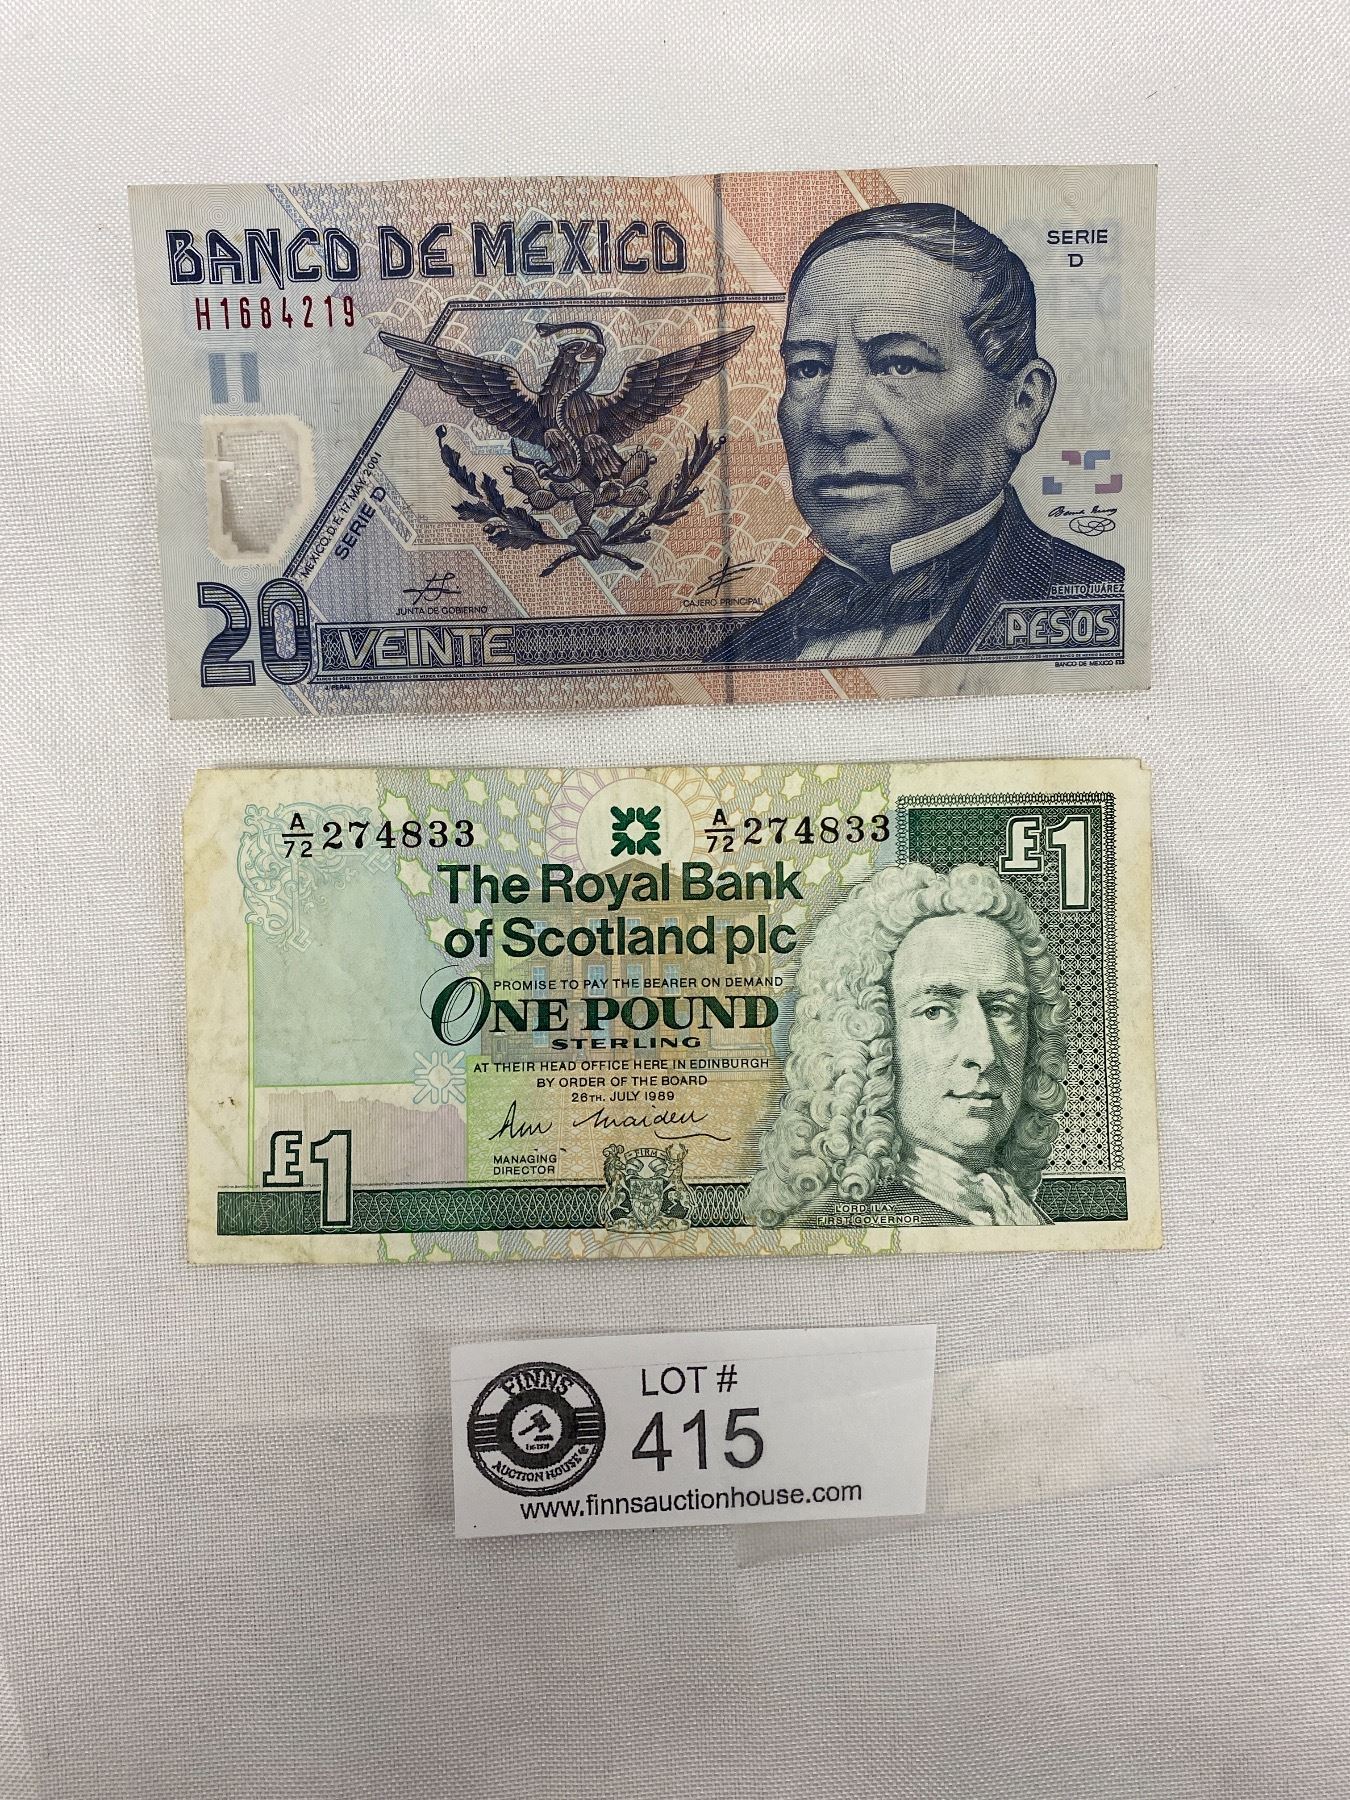 BANCO DE MEXICO
SERIE
D
H1684219
MEXICO, D.F. 17 MAY. 2001
SERIE D
JUNTA DE GOBIERNO
CAJERO PRINCIPAL
BENITO JUÁREZ
20
VEINTE
PESOS
BANCO DE MEXICO
A/72 274833
A/72 274833
£1
The Royal Bank
of Scotland plc
PROMISE TO PAY THE BEARER ON DEMAND
ONE POUND
STERLING
AT THEIR HEAD OFFICE HERE IN EDINBURGH
BY ORDER OF THE BOARD
26TH. JULY 1989
MANAGING
DIRECTOR
FIRM
£1
LORD ILAY
FIRST GOVERNOR
FINNS
AUCTION HOUSE
LOT #
415
www.finnsauctionhouse.com